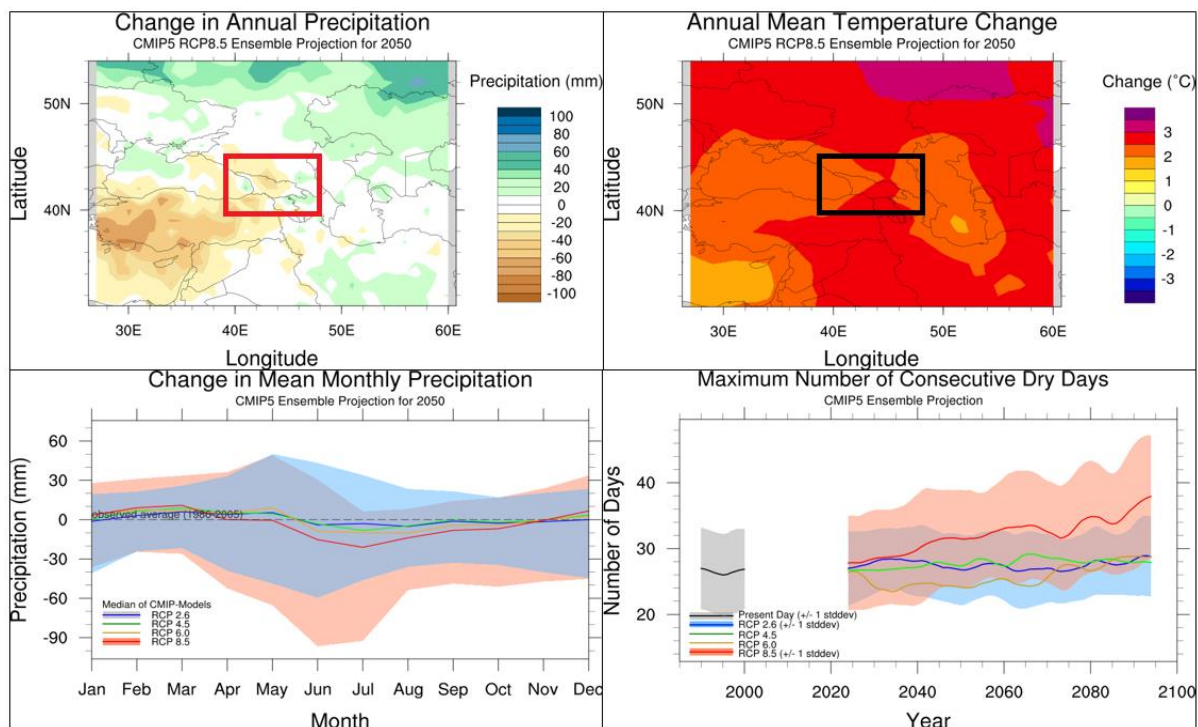 Change in Annual Precipitation
CMIP5 RCP8.5 Ensemble Projection for 2050
Precipitation (mm)
100
80
60
40
20
0
-20
-40
-60
-80
-100
50N
40N
Latitude
30E 40E 50E 60E
Longitude
Annual Mean Temperature Change
CMIP5 RCP8.5 Ensemble Projection for 2050
Change (°C)
3
2
1
0
-1
-2
-3
50N
40N
Latitude
30E 40E 50E 60E
Longitude
Change in Mean Monthly Precipitation
CMIP5 Ensemble Projection for 2050
Precipitation (mm)
60
30
0
-30
-60
-90
observed average (1986-2005)
Median of CMIP-Models
RCP 2.6
RCP 4.5
RCP 6.0
RCP 8.5
Jan Feb Mar Apr May Jun Jul Aug Sep Oct Nov Dec
Month
Maximum Number of Consecutive Dry Days
CMIP5 Ensemble Projection
Number of Days
40
30
20
Present Day (+/- 1 stddev)
RCP 2.6 (+/- 1 stddev)
RCP 4.5
RCP 6.0
RCP 8.5 (+/- 1 stddev)
2000 2020 2040 2060 2080 2100
Year